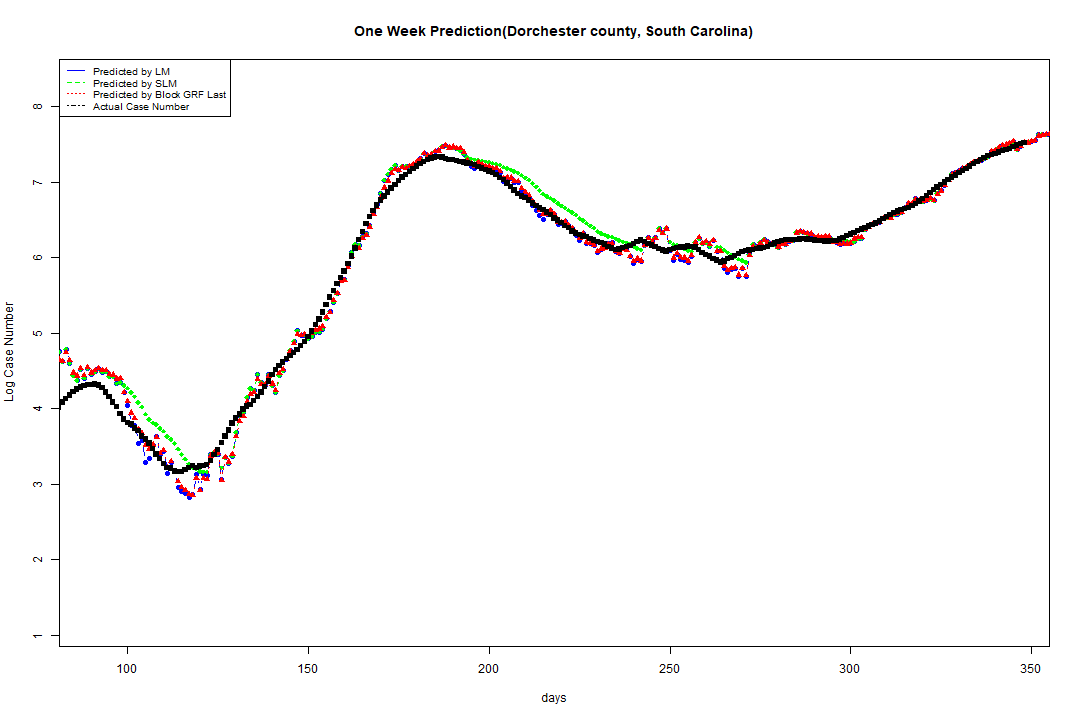 One Week Prediction(Dorchester county, South Carolina)
Predicted by LM
Predicted by SLM
Predicted by Block GRF Last
Actual Case Number
8
7
6
5
4
3
2
1
Log Case Number
100 150 200 250 300 350
days